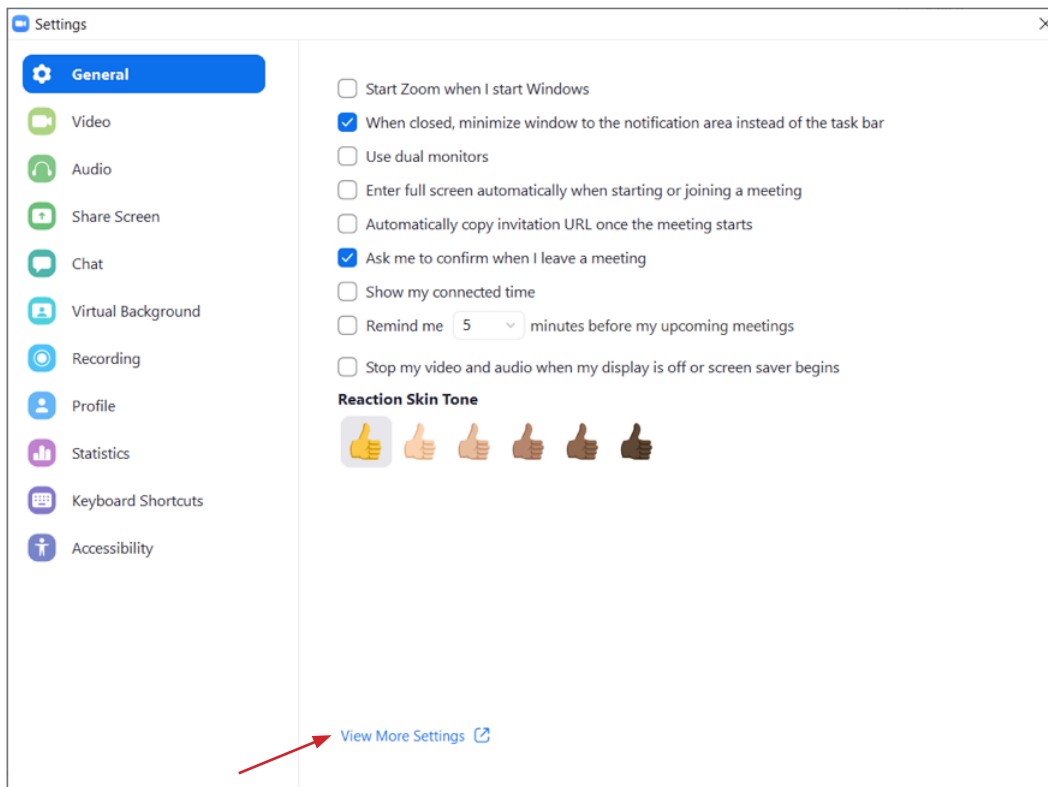 Settings
General
Video
Audio
Share Screen
Chat
Virtual Background
Recording
Profile
Statistics
Keyboard Shortcuts
Accessibility
Start Zoom when I start Windows
When closed, minimize window to the notification area instead of the task bar
Use dual monitors
Enter full screen automatically when starting or joining a meeting
Automatically copy invitation URL once the meeting starts
Ask me to confirm when I leave a meeting
Show my connected time
Remind me 5 minutes before my upcoming meetings
Stop my video and audio when my display is off or screen saver begins
Reaction Skin Tone
View More Settings